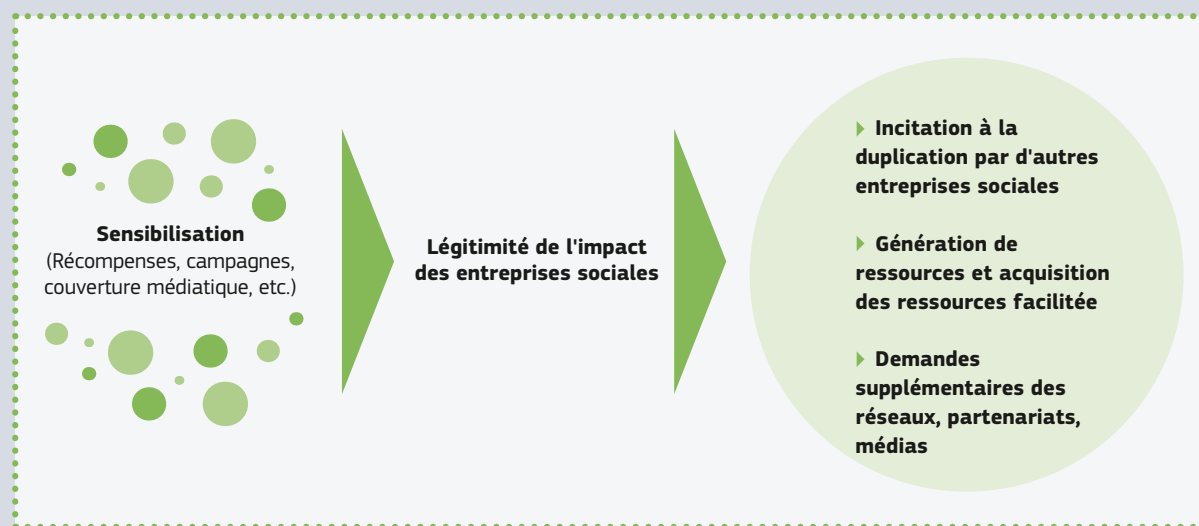 Sensibilisation
(Récompenses, campagnes,
couverture médiatique, etc.)
Légitimité de l'impact
des entreprises sociales
Incitation à la
duplication par d'autres
entreprises sociales
Génération de
ressources et acquisition
des ressources facilitée
Demandes
supplémentaires des
réseaux, partenariats,
médias